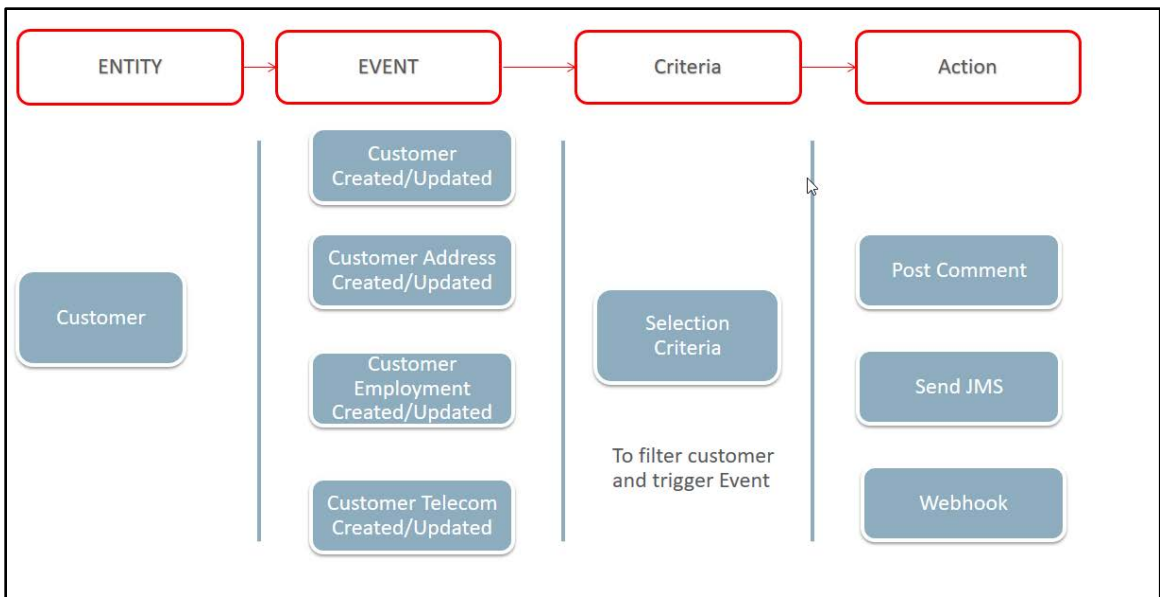 ENTITY
EVENT
Criteria
Action
Customer
Customer
Created/Updated
Customer Address
Created/Updated
Customer
Employment
Created/Updated
Customer Telecom
Created/Updated
Selection
Criteria
To filter customer
and trigger Event
Post Comment
Send JMS
Webhook